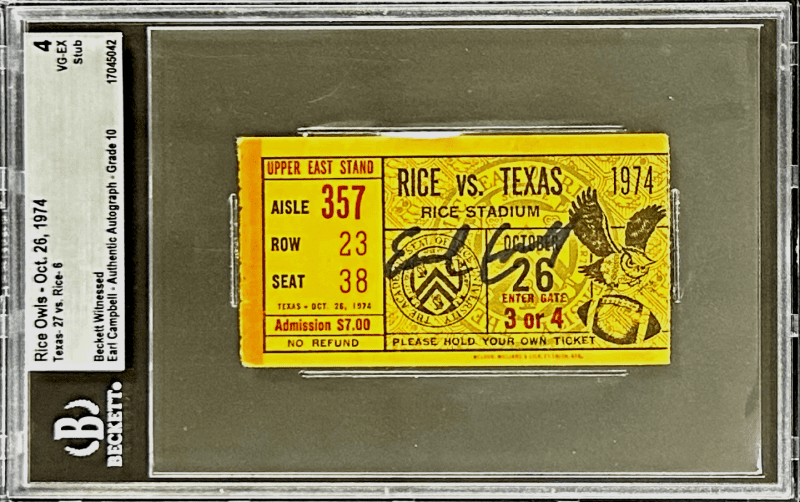 4
VG-EX
Stub
17045042
Rice Owls - Oct. 26, 1974
Texas- 27 vs. Rice- 6
Beckett Witnessed
Earl Campbell - Authentic Autograph - Grade 10
B
BECKETT
UPPER EAST STAND
AISLE 357
ROW 23
SEAT 38
TEXAS - OCT. 26, 1974
Admission $7.00
NO REFUND
RICE vs. TEXAS 1974
RICE STADIUM
OCTOBER
26
ENTER GATE
3 or 4
PLEASE HOLD YOUR OWN TICKET
Earl Campbell